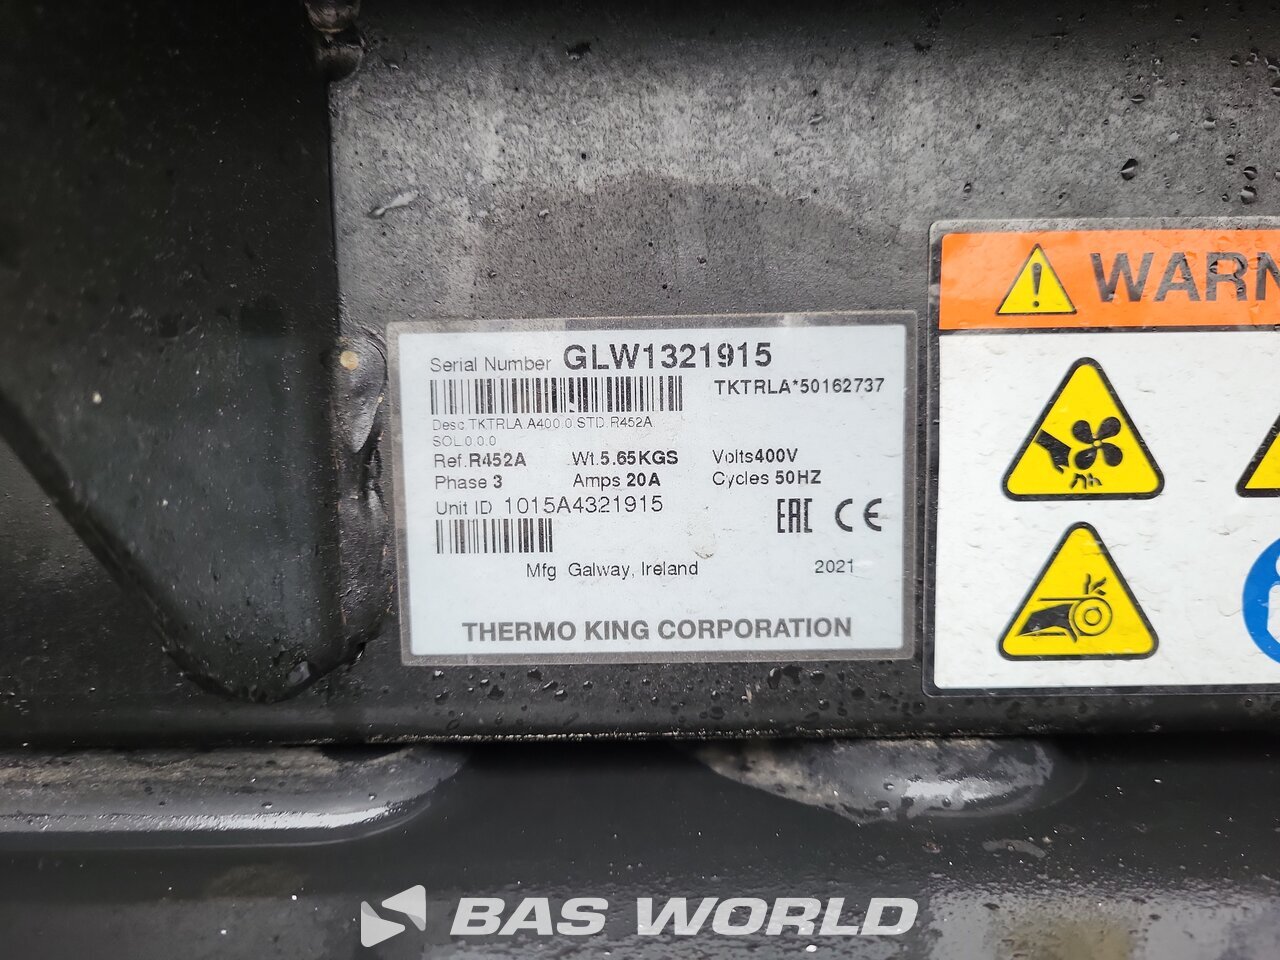 Serial Number GLW1321915
TKTRLA*50162737
Desc.TKTRLA A400 0 STD R452A
SOL 0.0.0
Ref.R452A Wt.5.65KGS Volts400V
Phase 3 Amps 20A Cycles 50HZ
Unit ID 1015A4321915
EAC CE
Mfg Galway, Ireland 2021
THERMO KING CORPORATION
WARN
BAS WORLD